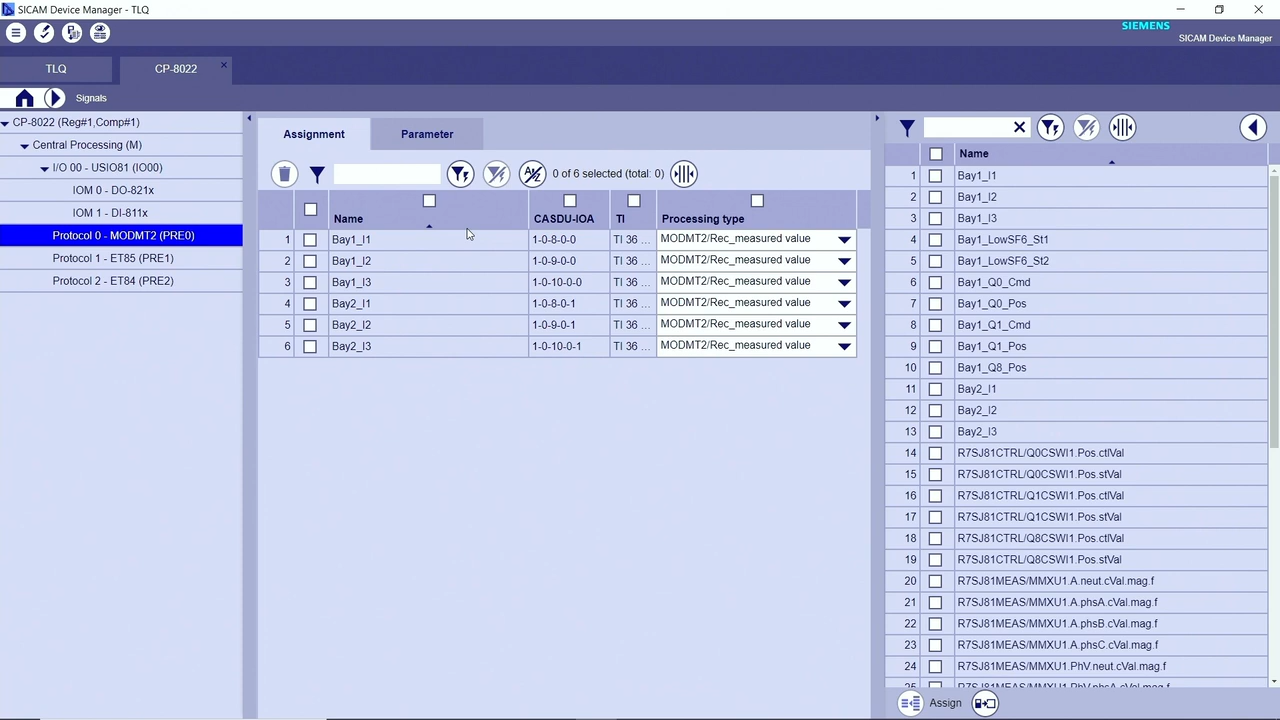 SICAM Device Manager - TLQ
SIEMENS
SICAM Device Manager
TLQ
CP-8022
Signals
CP-8022 (Reg#1,Comp#1)
Central Processing (M)
I/O 00 - USIO81 (IO00)
IOM 0 - DO-821x
IOM 1 - DI-811x
Protocol 0 - MODMT2 (PRE0)
Protocol 1 - ET85 (PRE1)
Protocol 2 - ET84 (PRE2)
Assignment
Parameter
0 of 6 selected (total: 0)
Name CASDU-IOA TI Processing type
1 Bay1_I1 1-0-8-0-0 TI 36 ... MODMT2/Rec_measured value
2 Bay1_I2 1-0-9-0-0 TI 36 ... MODMT2/Rec_measured value
3 Bay1_I3 1-0-10-0-0 TI 36 ... MODMT2/Rec_measured value
4 Bay2_I1 1-0-8-0-1 TI 36 ... MODMT2/Rec_measured value
5 Bay2_I2 1-0-9-0-1 TI 36 ... MODMT2/Rec_measured value
6 Bay2_I3 1-0-10-0-1 TI 36 ... MODMT2/Rec_measured value
Name
1 Bay1_I1
2 Bay1_I2
3 Bay1_I3
4 Bay1_LowSF6_St1
5 Bay1_LowSF6_St2
6 Bay1_Q0_Cmd
7 Bay1_Q0_Pos
8 Bay1_Q1_Cmd
9 Bay1_Q1_Pos
10 Bay1_Q8_Pos
11 Bay2_I1
12 Bay2_I2
13 Bay2_I3
14 R7SJ81CTRL/Q0CSWI1.Pos.ctlVal
15 R7SJ81CTRL/Q0CSWI1.Pos.stVal
16 R7SJ81CTRL/Q1CSWI1.Pos.ctlVal
17 R7SJ81CTRL/Q1CSWI1.Pos.stVal
18 R7SJ81CTRL/Q8CSWI1.Pos.ctlVal
19 R7SJ81CTRL/Q8CSWI1.Pos.stVal
20 R7SJ81MEAS/MMXU1.A.neut.cVal.mag.f
21 R7SJ81MEAS/MMXU1.A.phsA.cVal.mag.f
22 R7SJ81MEAS/MMXU1.A.phsB.cVal.mag.f
23 R7SJ81MEAS/MMXU1.A.phsC.cVal.mag.f
24 R7SJ81MEAS/MMXU1.PhV.neut.cVal.mag.f
25 R7SJ81MEAS/MMXU1.PhV.phsA.cVal.mag.f
Assign